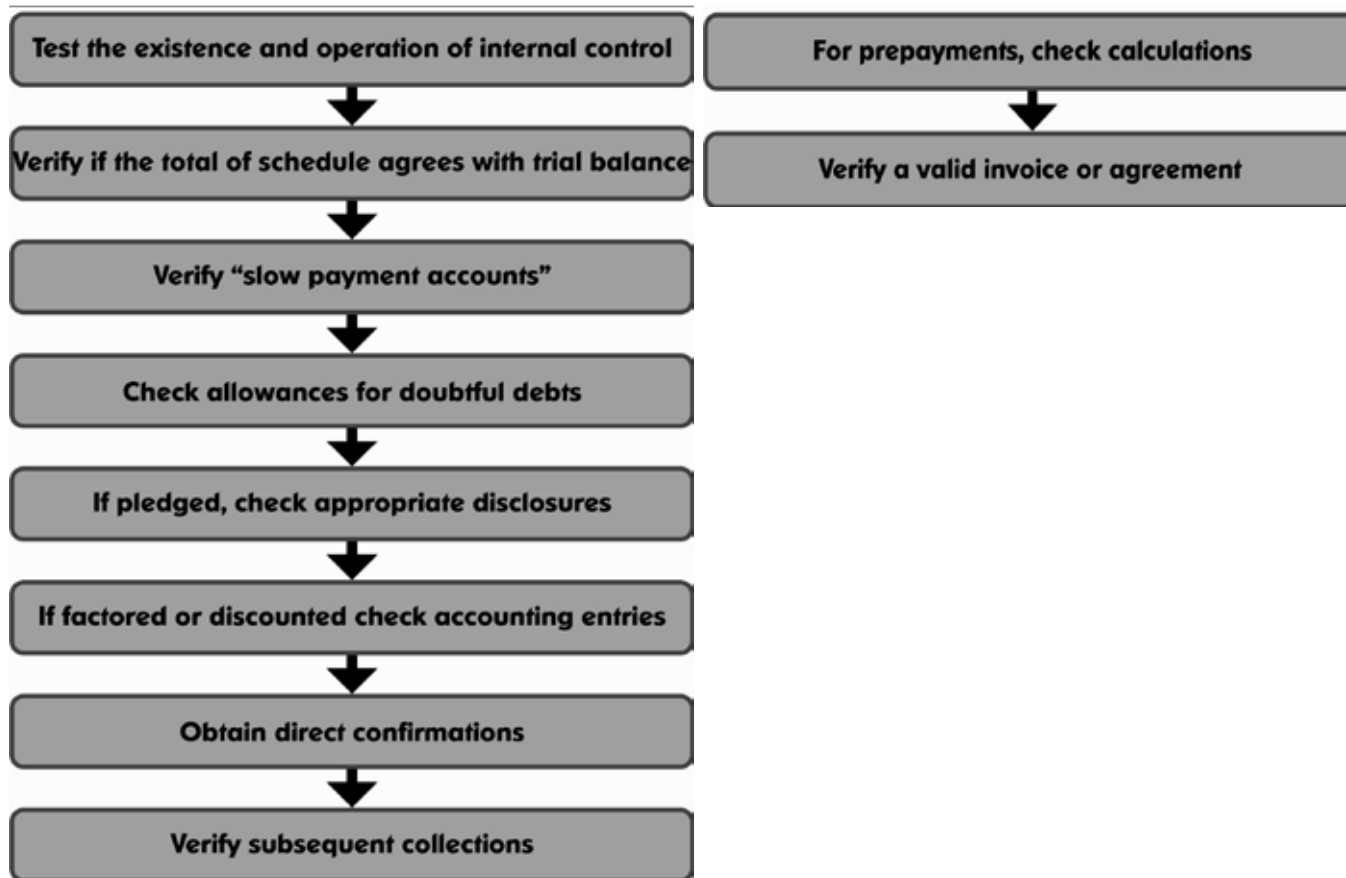 Test the existence and operation of internal control
Verify if the total of schedule agrees with trial balance
Verify “slow payment accounts”
Check allowances for doubtful debts
If pledged, check appropriate disclosures
If factored or discounted check accounting entries
Obtain direct confirmations
Verify subsequent collections
For prepayments, check calculations
Verify a valid invoice or agreement